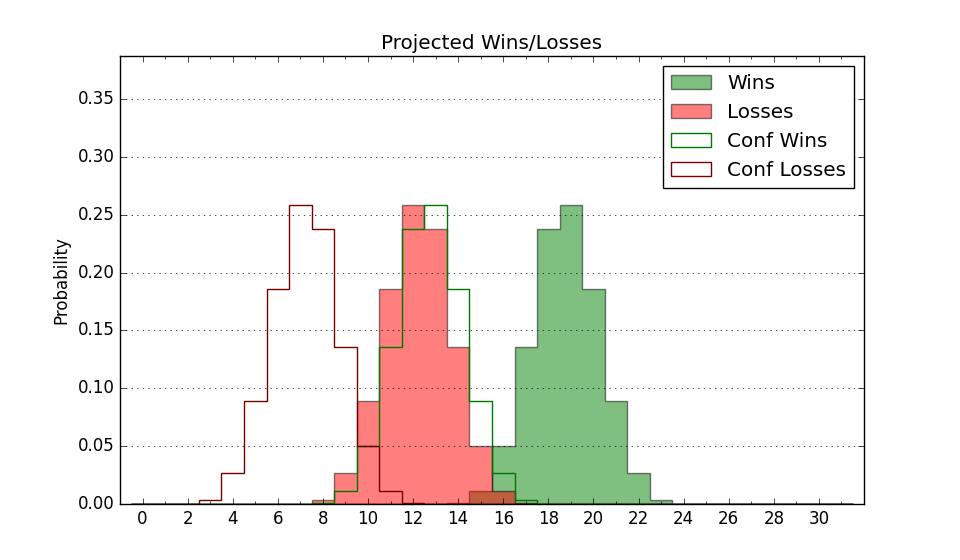 Projected Wins/Losses
Wins
Losses
Conf Wins
Conf Losses
Probability
0.35
0.30
0.25
0.20
0.15
0.10
0.05
0.00
0 2 4 6 8 10 12 14 16 18 20 22 24 26 28 30